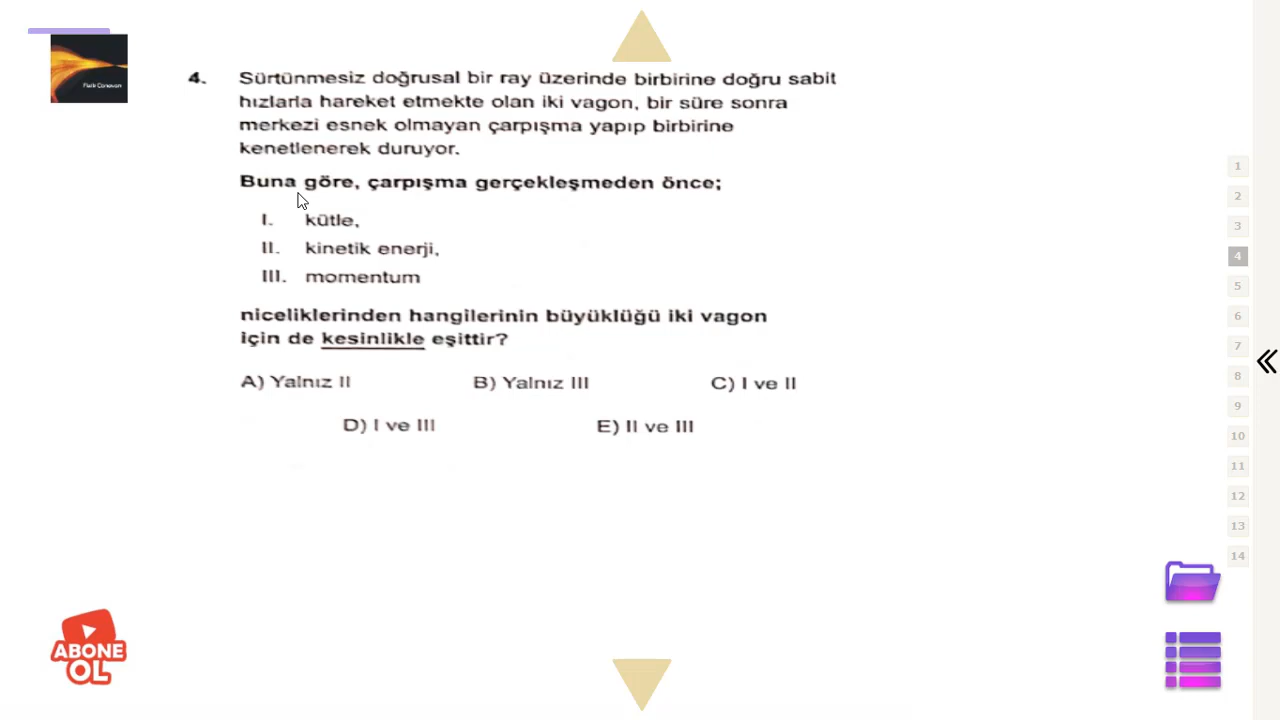 4. Sürtünmesiz doğrusal bir ray üzerinde birbirine doğru sabit
hızlarla hareket etmekte olan iki vagon, bir süre sonra
merkezi esnek olmayan çarpışma yapıp birbirine
kenetlenerek duruyor.
Buna göre, çarpışma gerçekleşmeden önce;
I. kütle,
II. kinetik enerji,
III. momentum
niceliklerinden hangilerinin büyüklüğü iki vagon
için de kesinlikle eşittir?
A) Yalnız II B) Yalnız III C) I ve II
D) I ve III E) II ve III
1
2
3
4
5
6
7
8
9
10
11
12
13
14
ABONE
OL